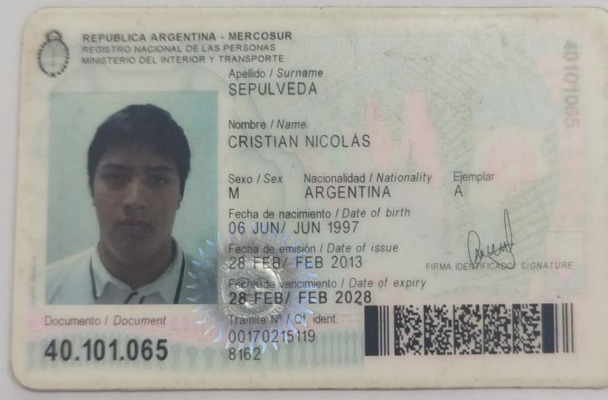 REPUBLICA ARGENTINA - MERCOSUR
REGISTRO NACIONAL DE LAS PERSONAS
MINISTERIO DEL INTERIOR Y TRANSPORTE
Apellido / Surname
SEPULVEDA
Nombre / Name
CRISTIAN NICOLÁS
Sexo / Sex Nacionalidad / Nationality Ejemplar
M ARGENTINA A
Fecha de nacimiento / Date of birth
06 JUN/ JUN 1997
Fecha de emisión / Date of issue
28 FEB/ FEB 2013
FIRMA IDENTIFICADO/ SIGNATURE
Fecha de vencimiento / Date of expiry
28 FEB/ FEB 2028
Documento / Document
40.101.065
Tramite Nº / Of. ident.
00170215119
8162
40101065